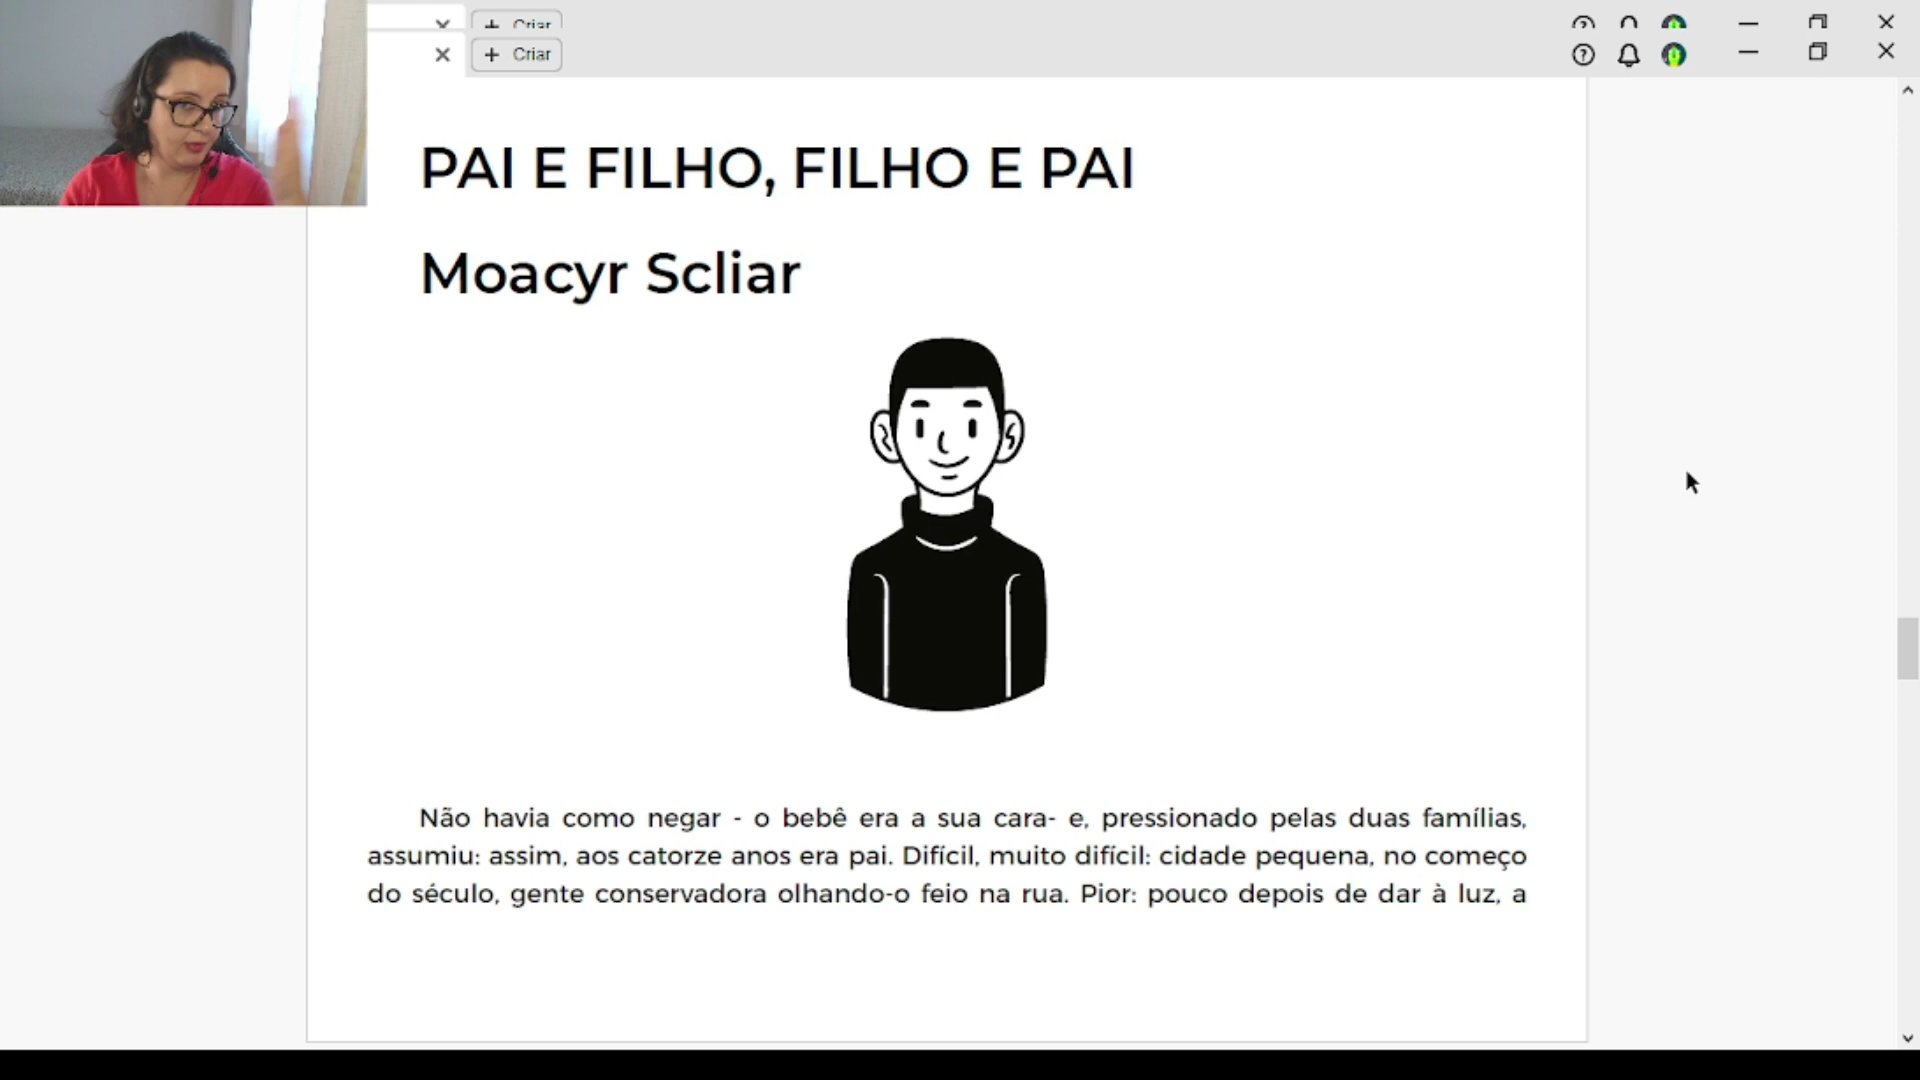 + Criar
+ Criar
PAI E FILHO, FILHO E PAI
Moacyr Scliar
Não havia como negar - o bebê era a sua cara- e, pressionado pelas duas famílias,
assumiu: assim, aos catorze anos era pai. Difícil, muito difícil: cidade pequena, no começo
do século, gente conservadora olhando-o feio na rua. Pior: pouco depois de dar à luz, a